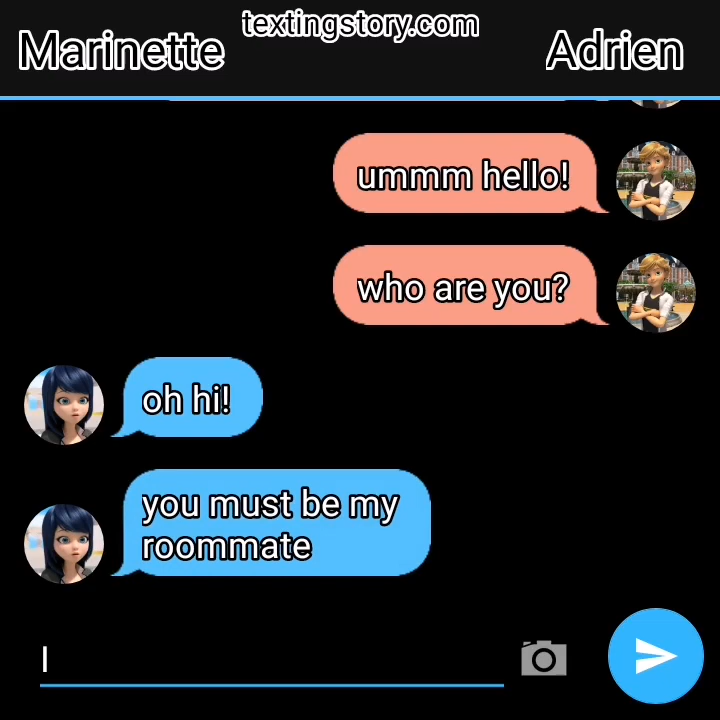 textingstory.com
Marinette
Adrien
ummm hello!
who are you?
oh hi!
you must be my
roommate